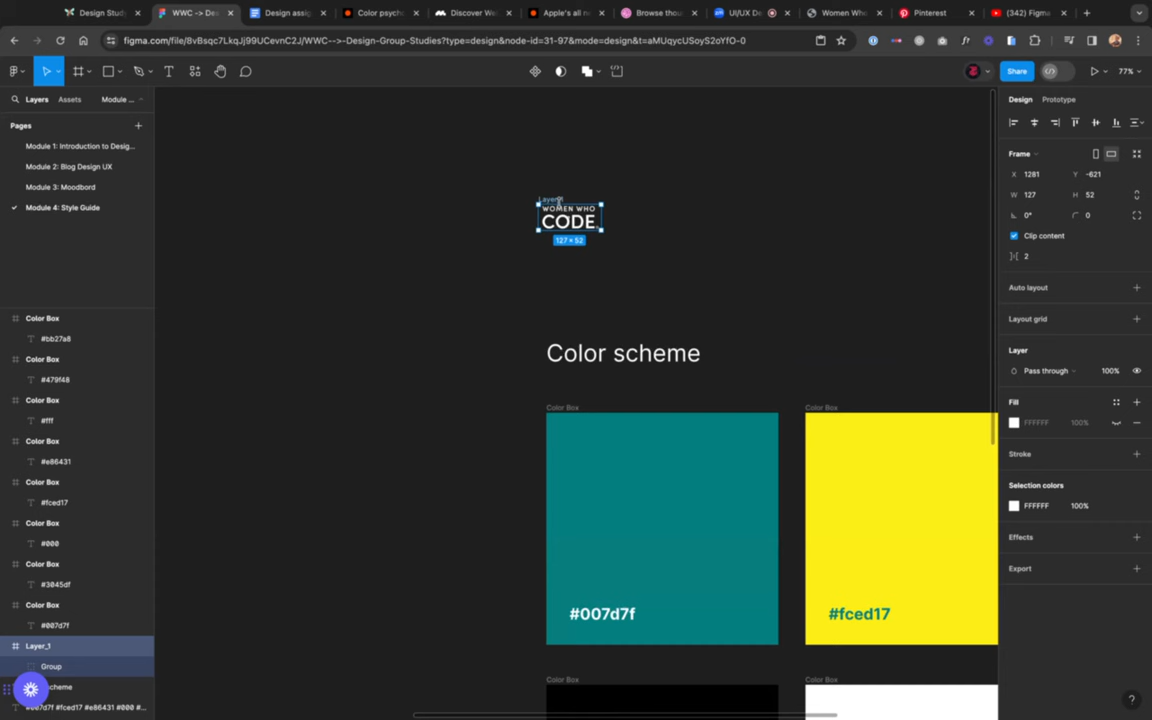 Design Stud
WWC -> Des
Design assig
Color psych
Discover We
Apple's all n
Browse thou
UI/UX De
Women Who
Pinterest
(342) Figma
figma.com/file/8vBsqc7LkqJj99UCevnC2J/WWC-->-Design-Group-Studies?type=design&node-id=31-97&mode=design&t=aMUqycUSoyS2oYfO-0
Share
77%
Layers
Assets
Module ...
Design
Prototype
Pages
Module 1: Introduction to Desig...
Module 2: Blog Design UX
Module 3: Moodbord
Module 4: Style Guide
Color Box
#bb27a8
Color Box
#479f48
Color Box
#fff
Color Box
#e86431
Color Box
#fced17
Color Box
#000
Color Box
#3045df
Color Box
#007d7f
Layer_1
Group
#007d7f #fced17 #e86431 #000 #...
WOMEN WHO
CODE
127 × 52
Color scheme
Color Box
#007d7f
Color Box
#fced17
Color Box
Color Box
Frame
X 1281 Y -621
W 127 H 52
0° 0
Clip content
2
Auto layout
Layout grid
Layer
Pass through 100%
Fill
FFFFFF 100%
Stroke
Selection colors
FFFFFF 100%
Effects
Export
?